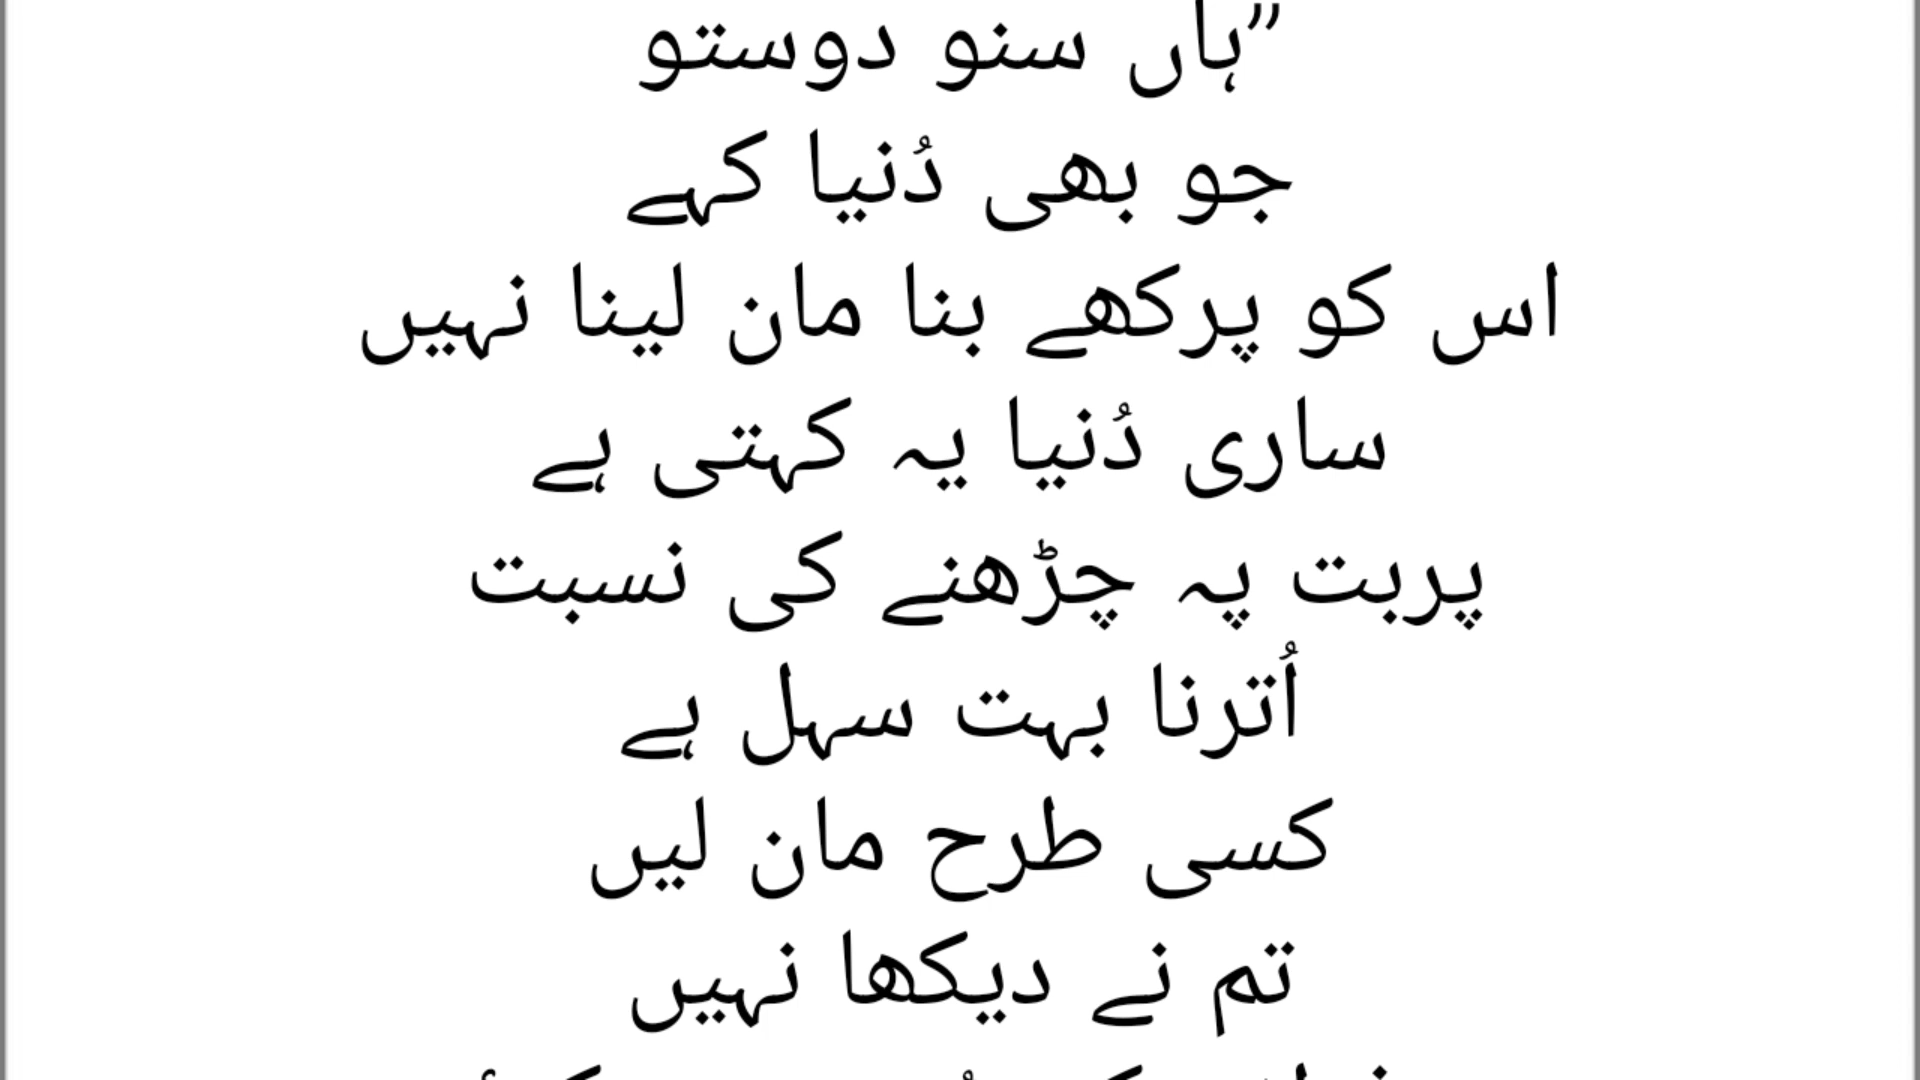 ”ہاں سنو دوستو
جو بھی دُنیا کہے
اس کو پرکھے بنا مان لینا نہیں
ساری دُنیا یہ کہتی ہے
پربت پہ چڑھنے کی نسبت
اُترنا بہت سہل ہے
کسی طرح مان لیں
تم نے دیکھا نہیں